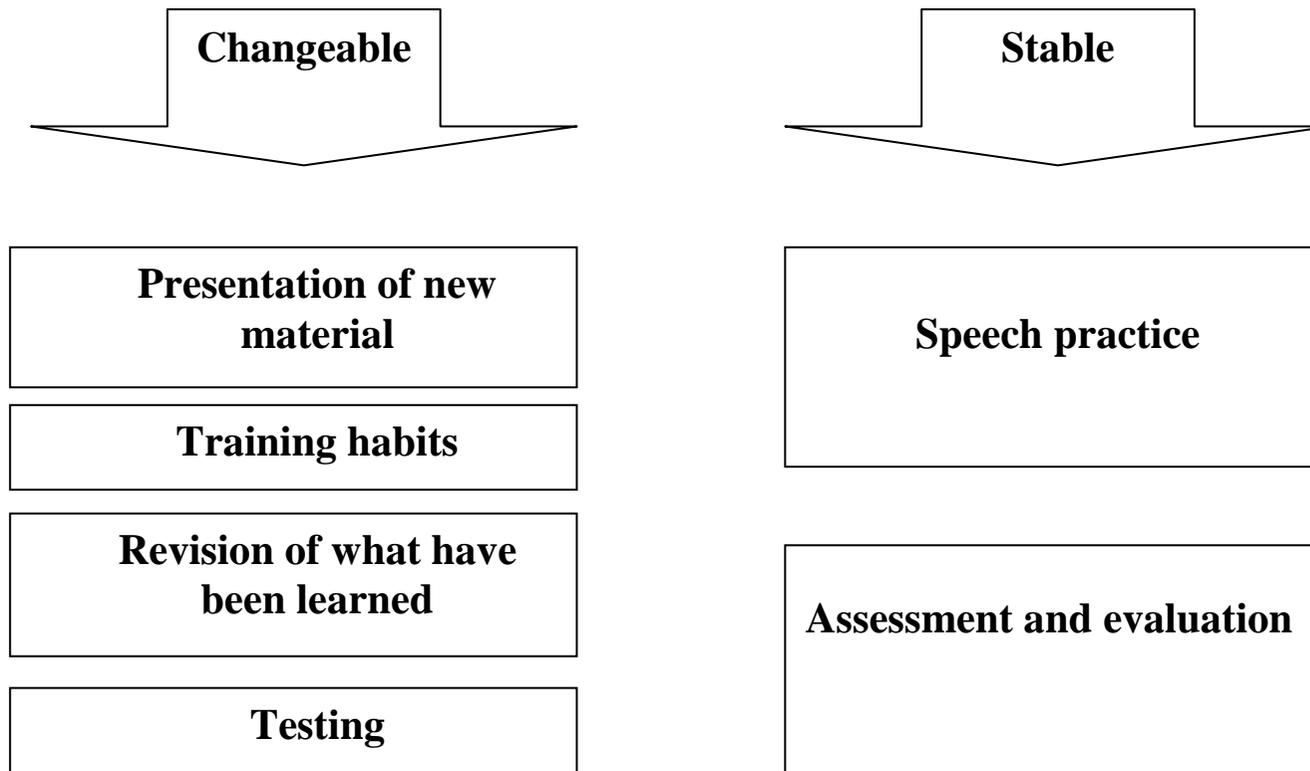 Changeable
Presentation of new
material
Training habits
Revision of what have
been learned
Testing
Stable
Speech practice
Assessment and evaluation